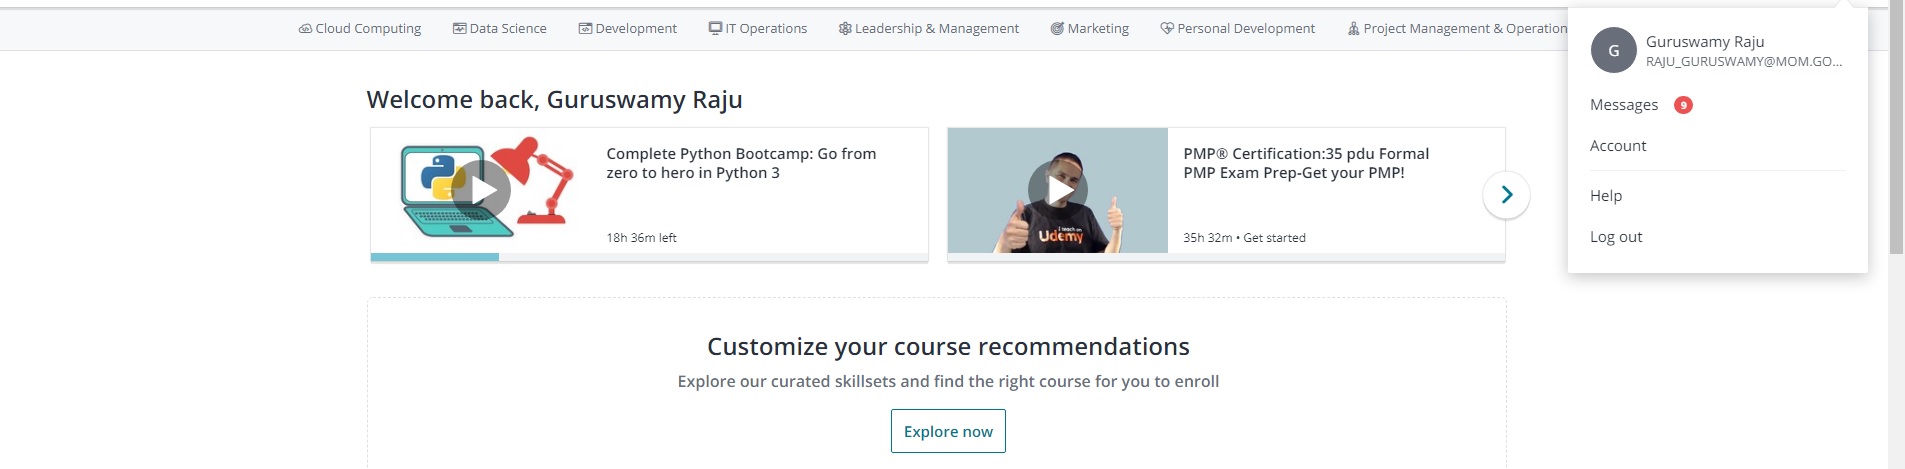 Cloud Computing
Data Science
Development
IT Operations
Leadership & Management
Marketing
Personal Development
Project Management & Operation
G
Guruswamy Raju
RAJU_GURUSWAMY@MOM.GO...
Messages 9
Account
Help
Log out
Welcome back, Guruswamy Raju
Complete Python Bootcamp: Go from
zero to hero in Python 3
18h 36m left
I teach on
Udemy
PMP® Certification:35 pdu Formal
PMP Exam Prep-Get your PMP!
35h 32m • Get started
Customize your course recommendations
Explore our curated skillsets and find the right course for you to enroll
Explore now